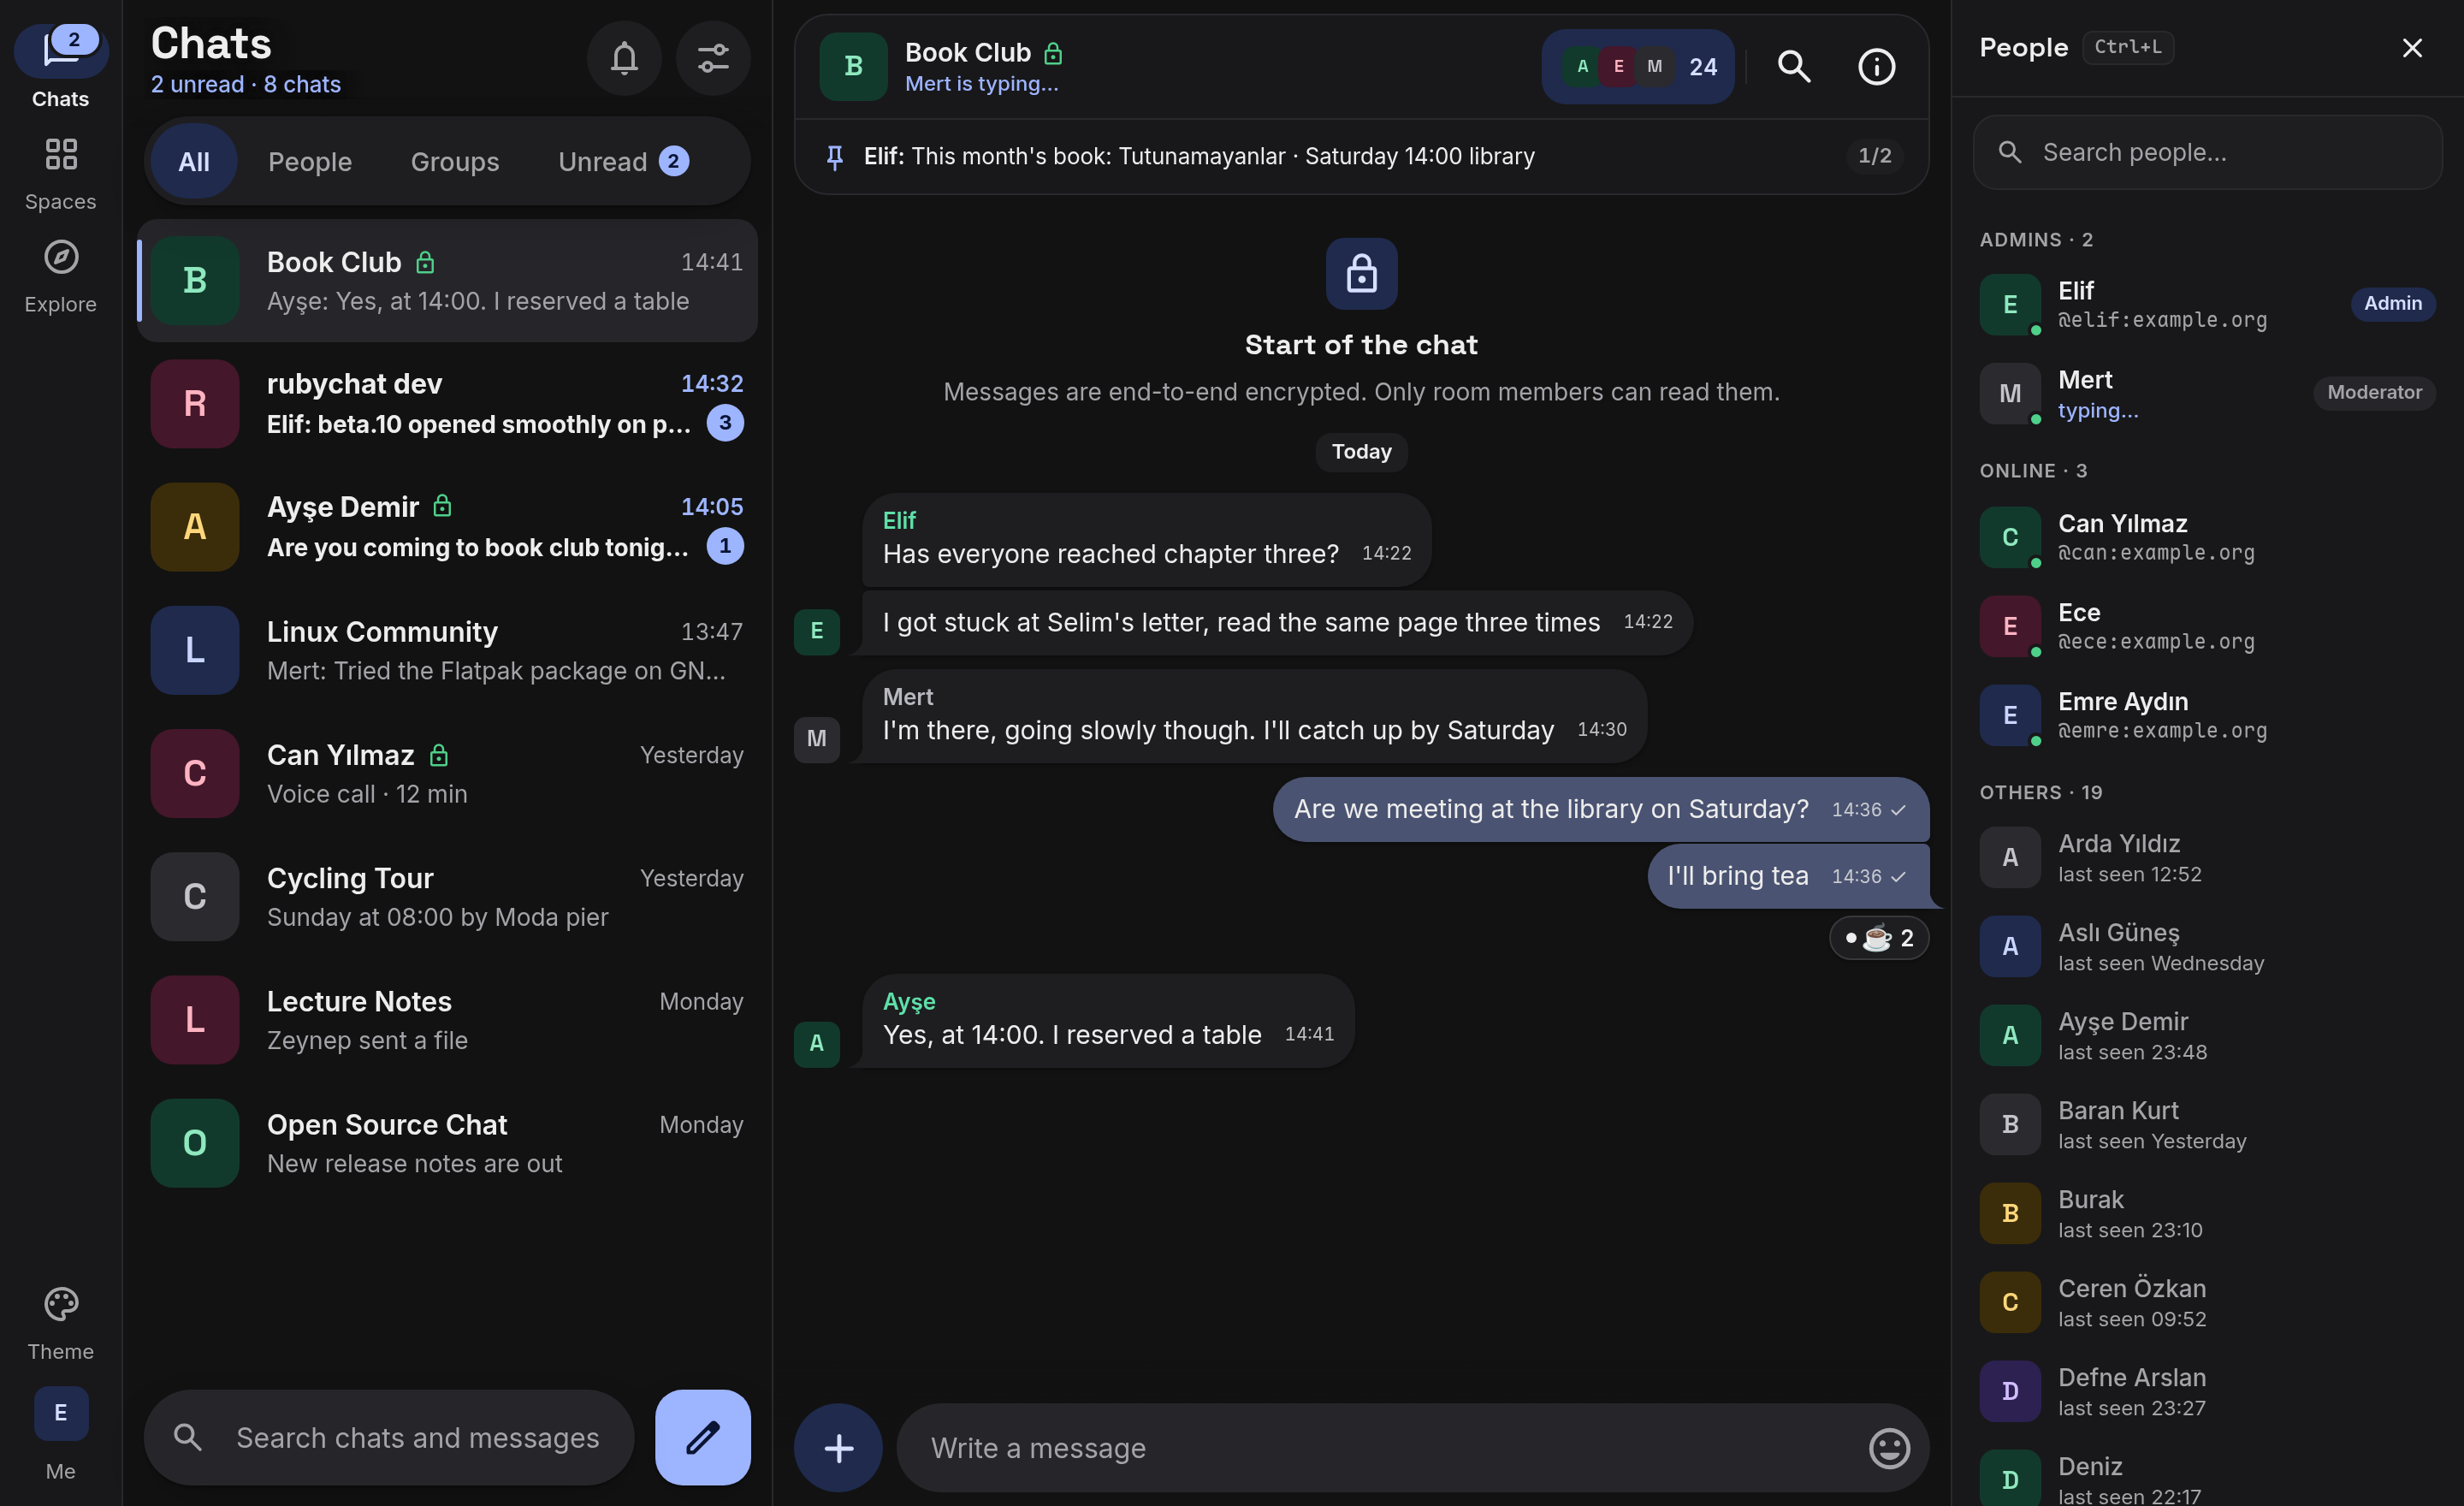 2
Chats
Spaces
Explore
Theme
E
Me
Chats
2 unread · 8 chats
All
People
Groups
Unread 2
B
Book Club
14:41
Ayşe: Yes, at 14:00. I reserved a table
R
rubychat dev
14:32
Elif: beta.10 opened smoothly on p...
3
A
Ayşe Demir
14:05
Are you coming to book club tonig...
1
L
Linux Community
13:47
Mert: Tried the Flatpak package on GN...
C
Can Yılmaz
Yesterday
Voice call · 12 min
C
Cycling Tour
Yesterday
Sunday at 08:00 by Moda pier
L
Lecture Notes
Monday
Zeynep sent a file
O
Open Source Chat
Monday
New release notes are out
Search chats and messages
B
Book Club
Mert is typing...
A E M 24
Elif: This month's book: Tutunamayanlar · Saturday 14:00 library
1/2
Start of the chat
Messages are end-to-end encrypted. Only room members can read them.
Today
Elif
Has everyone reached chapter three? 14:22
E
I got stuck at Selim's letter, read the same page three times 14:22
Mert
M
I'm there, going slowly though. I'll catch up by Saturday 14:30
Are we meeting at the library on Saturday? 14:36
I'll bring tea 14:36
☕ 2
Ayşe
A
Yes, at 14:00. I reserved a table 14:41
Write a message
People Ctrl+L
Search people...
ADMINS · 2
E
Elif
@elif:example.org
Admin
M
Mert
typing...
Moderator
ONLINE · 3
C
Can Yılmaz
@can:example.org
E
Ece
@ece:example.org
E
Emre Aydın
@emre:example.org
OTHERS · 19
A
Arda Yıldız
last seen 12:52
A
Aslı Güneş
last seen Wednesday
A
Ayşe Demir
last seen 23:48
B
Baran Kurt
last seen Yesterday
B
Burak
last seen 23:10
C
Ceren Özkan
last seen 09:52
D
Defne Arslan
last seen 23:27
D
Deniz
last seen 22:17